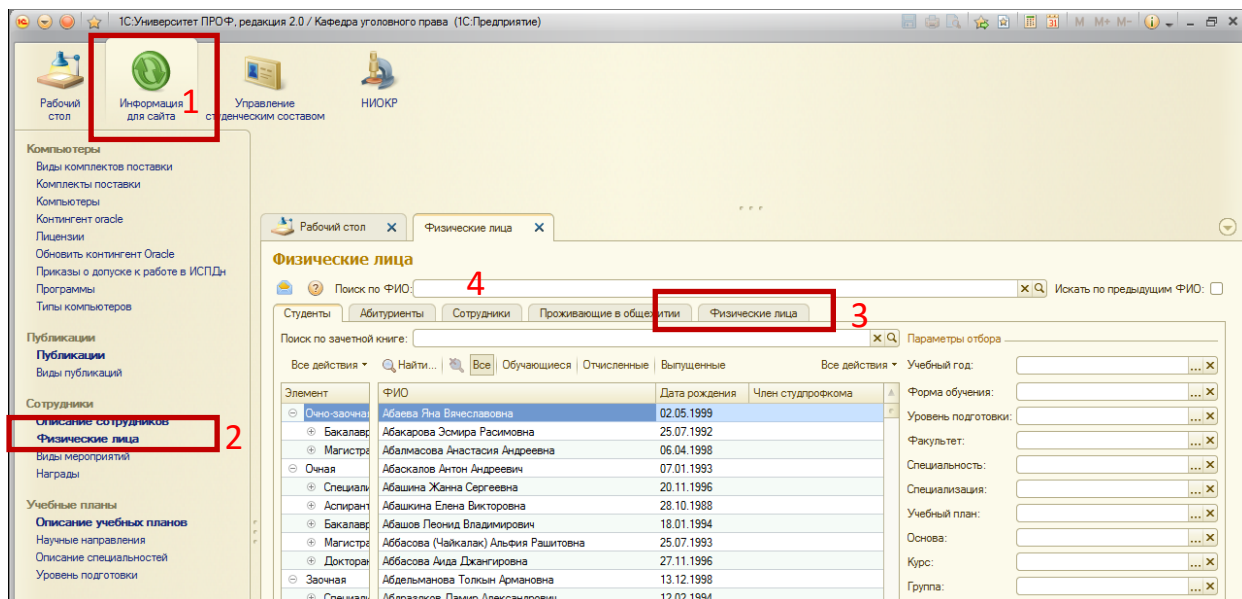 1С:Университет ПРОФ, редакция 2.0 / Кафедра уголовного права (1С:Предприятие)
M M+ M-
Рабочий стол
Информация для сайта
Управление студенческим составом
НИОКР
1
Компьютеры
Виды комплектов поставки
Комплекты поставки
Компьютеры
Контингент oracle
Лицензии
Обновить контингент Oracle
Приказы о допуске к работе в ИСПДн
Программы
Типы компьютеров
Публикации
Публикации
Виды публикаций
Сотрудники
Описание сотрудников
Физические лица
2
Виды мероприятий
Награды
Учебные планы
Описание учебных планов
Научные направления
Описание специальностей
Уровень подготовки
Рабочий стол
Физические лица
Физические лица
4
Поиск по ФИО:
Искать по предыдущим ФИО:
Студенты Абитуриенты Сотрудники Проживающие в общежитии Физические лица
3
Поиск по зачетной книге:
Все действия Найти... Все Обучающиеся Отчисленные Выпущенные Все действия
Элемент ФИО Дата рождения Член студпрофкома
Очно-заочная Абаева Яна Вячеславовна 02.05.1999
Бакалавр Абакарова Эсмира Расимовна 25.07.1992
Магистра Абалмасова Анастасия Андреевна 06.04.1998
Очная Абаскалов Антон Андреевич 07.01.1993
Специали Абашина Жанна Сергеевна 20.11.1996
Аспирант Абашкина Елена Викторовна 28.10.1988
Бакалавр Абашов Леонид Владимирович 18.01.1994
Магистра Аббасова (Чайкалак) Альфия Рашитовна 25.07.1993
Докторан Аббасова Аида Джангировна 27.11.1996
Заочная Абдельманова Толкын Армановна 13.12.1998
Специали Абдразяков Дамир Александрович 12.02.1994
Параметры отбора
Учебный год:
Форма обучения:
Уровень подготовки:
Факультет:
Специальность:
Специализация:
Учебный план:
Основа:
Курс:
Группа: